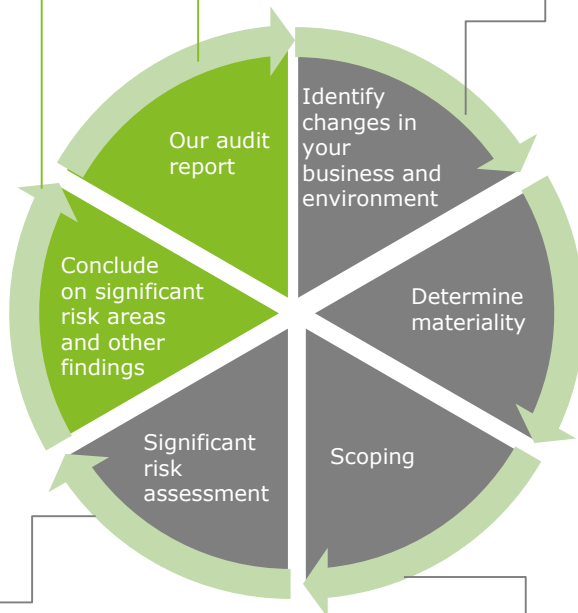 Our audit
report
Identify
changes in
your
business and
environment
Determine
materiality
Scoping
Significant
risk
assessment
Conclude
on significant
risk areas
and other
findings